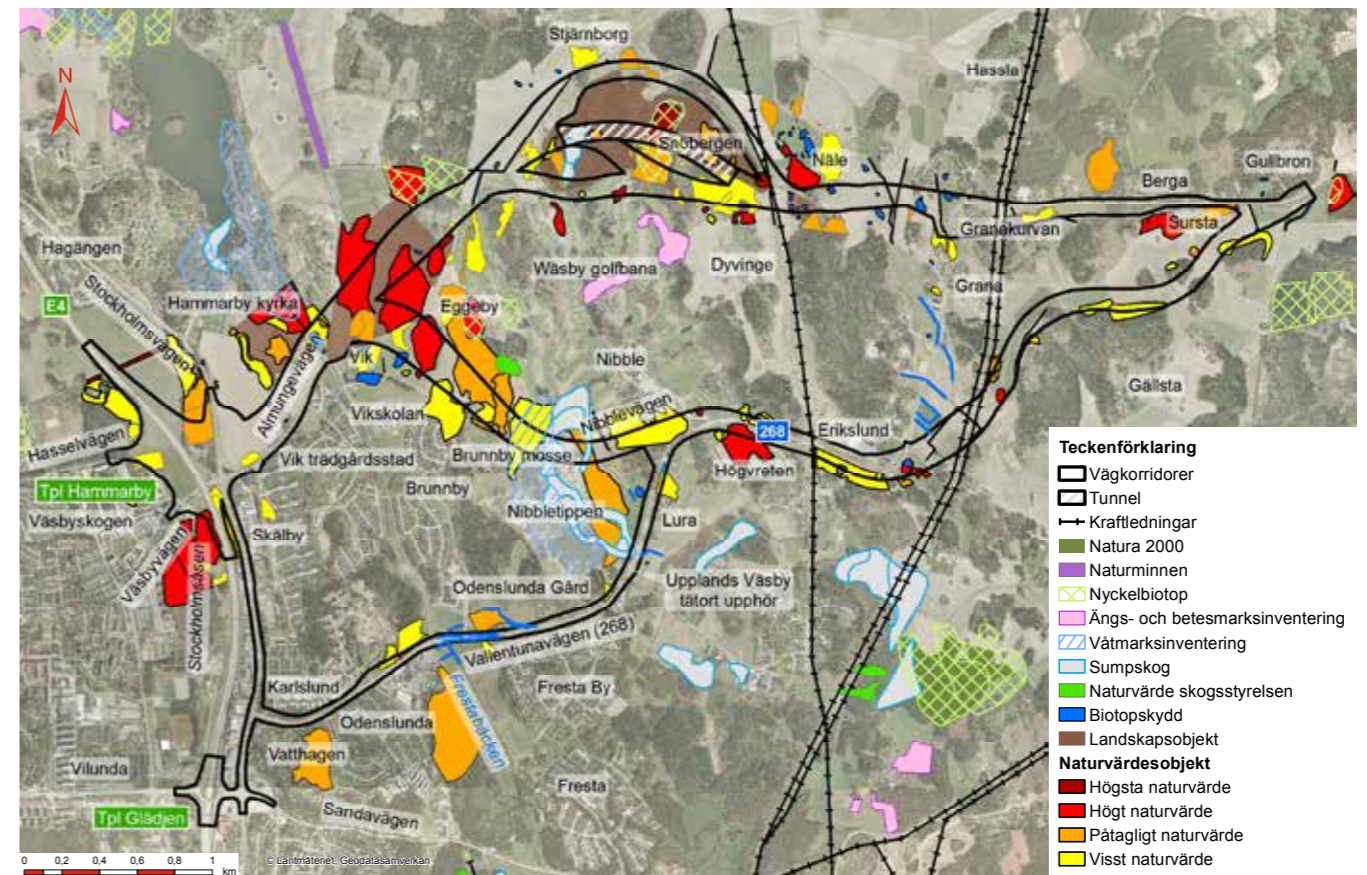 Stjärnborg
Hassla
N
Snöbergen
Näle
Gullbron
Berga
Sursta
Granakurvan
Hagängen
Wäsby golfbana
Dyvinge
Grana
E4
Stockholmsvägen
Hammarby kyrka
Eggeby
Almungevägen
Vik
Nibble
Gällsta
Vikskolan
Nibblevägen
268
Erikslund
Hasselvägen
Vik trädgårdsstad
Brunnby mosse
Högvreten
Tpl Hammarby
Brunnby
Väsbyskogen
Nibbletippen
Lura
Skälby
Väsbyvägen
Stockholmsåsen
Odenslunda Gård
Upplands Väsby
tätort upphör
Vallentunavägen (268)
Karlslund
Fresta By
Odenslunda
Frestabäcken
Vatthagen
Vilunda
Fresta
Sandavägen
Tpl Glädjen
© Lantmäteriet, Geodatasamverkan
0 0,2 0,4 0,6 0,8 1
km
Teckenförklaring
Vägkorridorer
Tunnel
Kraftledningar
Natura 2000
Naturminnen
Nyckelbiotop
Ängs- och betesmarksinventering
Våtmarksinventering
Sumpskog
Naturvärde skogsstyrelsen
Biotopskydd
Landskapsobjekt
Naturvärdesobjekt
Högsta naturvärde
Högt naturvärde
Påtagligt naturvärde
Visst naturvärde